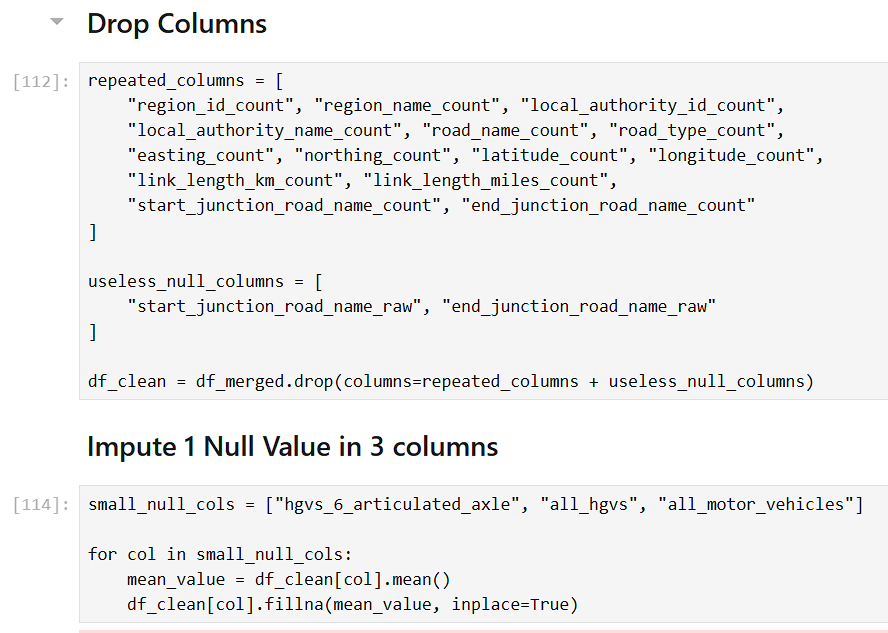 Drop Columns
[112]:
repeated_columns = [
    "region_id_count", "region_name_count", "local_authority_id_count",
    "local_authority_name_count", "road_name_count", "road_type_count",
    "easting_count", "northing_count", "latitude_count", "longitude_count",
    "link_length_km_count", "link_length_miles_count",
    "start_junction_road_name_count", "end_junction_road_name_count"
]
useless_null_columns = [
    "start_junction_road_name_raw", "end_junction_road_name_raw"
]
df_clean = df_merged.drop(columns=repeated_columns + useless_null_columns)
Impute 1 Null Value in 3 columns
[114]:
small_null_cols = ["hgvs_6_articulated_axle", "all_hgvs", "all_motor_vehicles"]
for col in small_null_cols:
    mean_value = df_clean[col].mean()
    df_clean[col].fillna(mean_value, inplace=True)